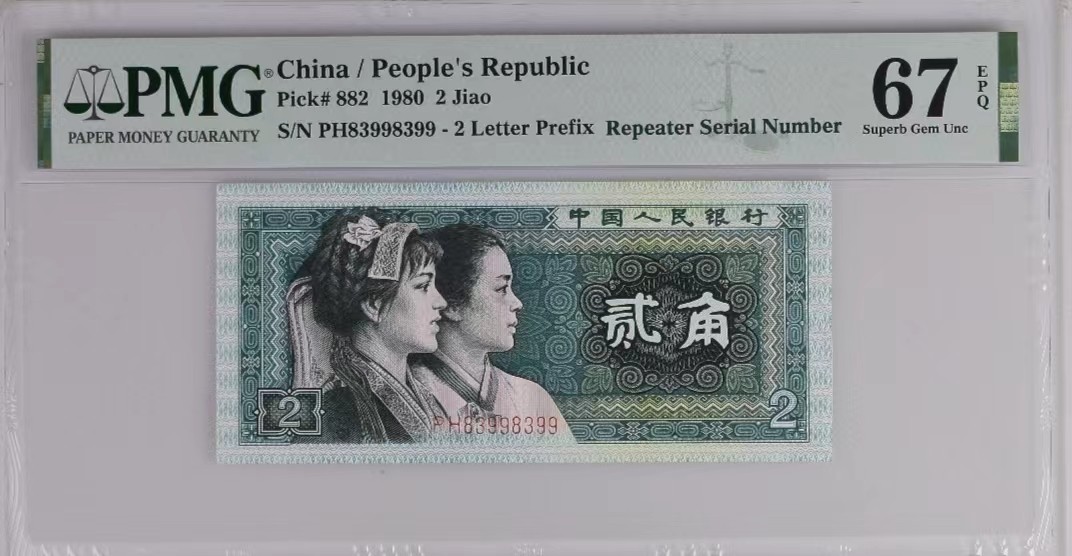 PMG®
PAPER MONEY GUARANTY
China / People's Republic
Pick# 882 1980 2 Jiao
S/N PH83998399 - 2 Letter Prefix Repeater Serial Number
67
EPQ
Superb Gem Unc
中国人民银行
贰角
2
PH83998399
2